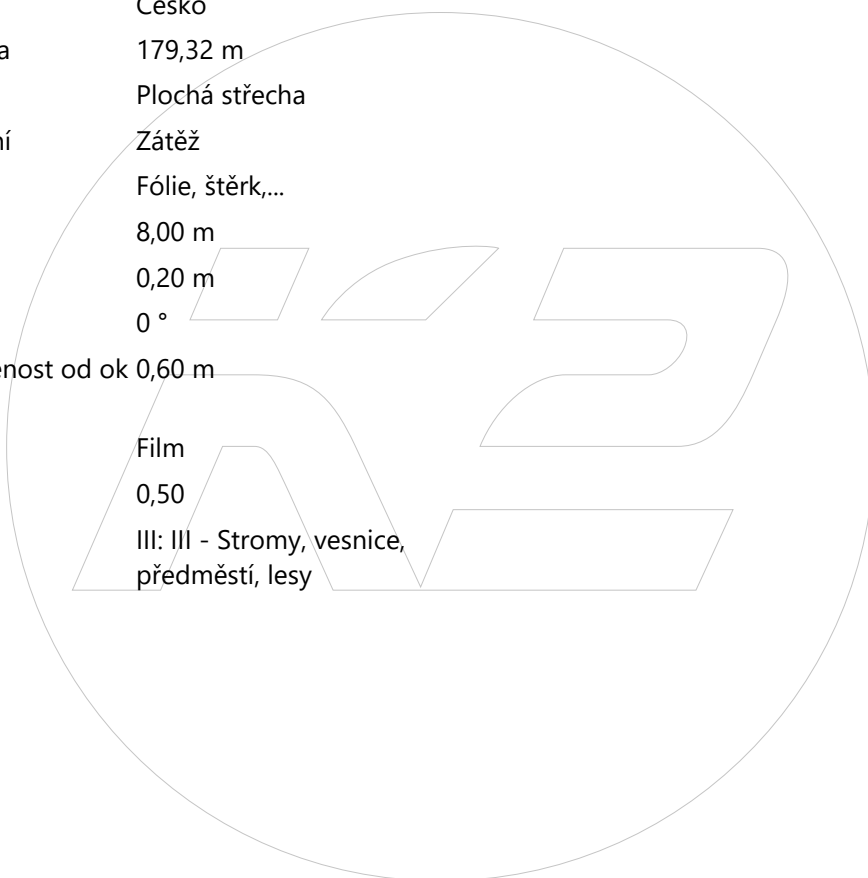 Česko
a 179,32 m
Plochá střecha
ní Zátěž
Fólie, štěrk,...
8,00 m
0,20 m
0 °
enost od ok 0,60 m
Film
0,50
III: III - Stromy, vesnice,
předměstí, lesy
K2